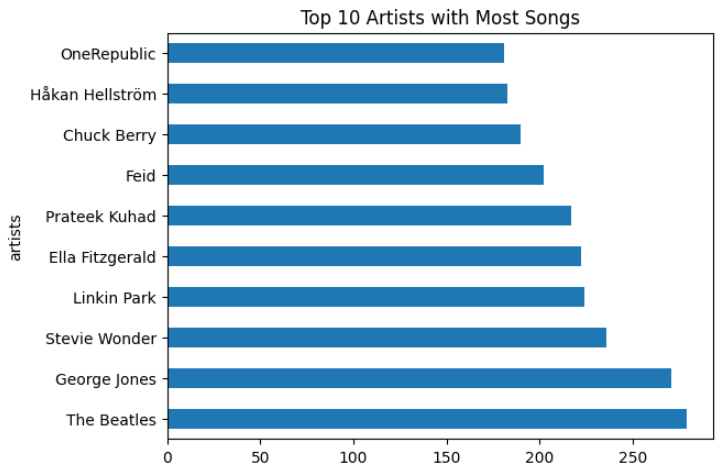 Top 10 Artists with Most Songs
OneRepublic
Håkan Hellström
Chuck Berry
Feid
Prateek Kuhad
Ella Fitzgerald
Linkin Park
Stevie Wonder
George Jones
The Beatles
artists
0 50 100 150 200 250